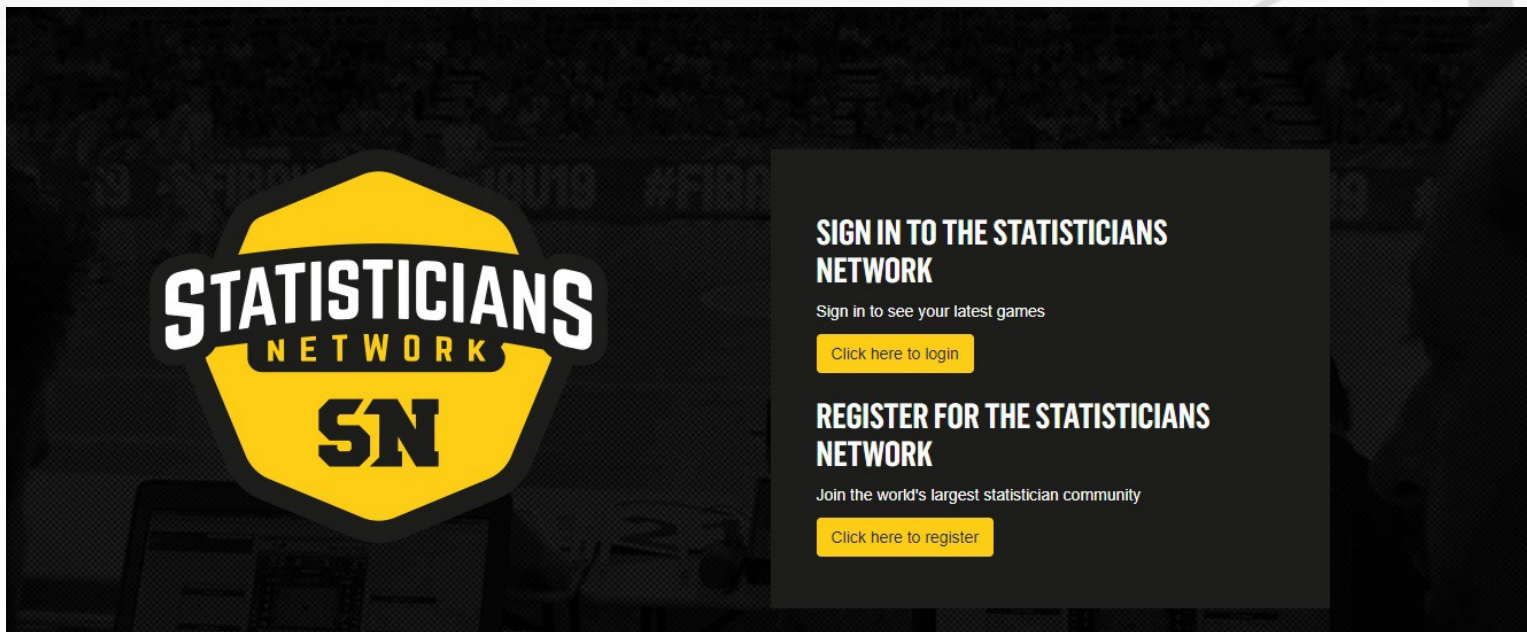 STATISTICIANS
NETWORK
SN
SIGN IN TO THE STATISTICIANS
NETWORK
Sign in to see your latest games
Click here to login
REGISTER FOR THE STATISTICIANS
NETWORK
Join the world's largest statistician community
Click here to register